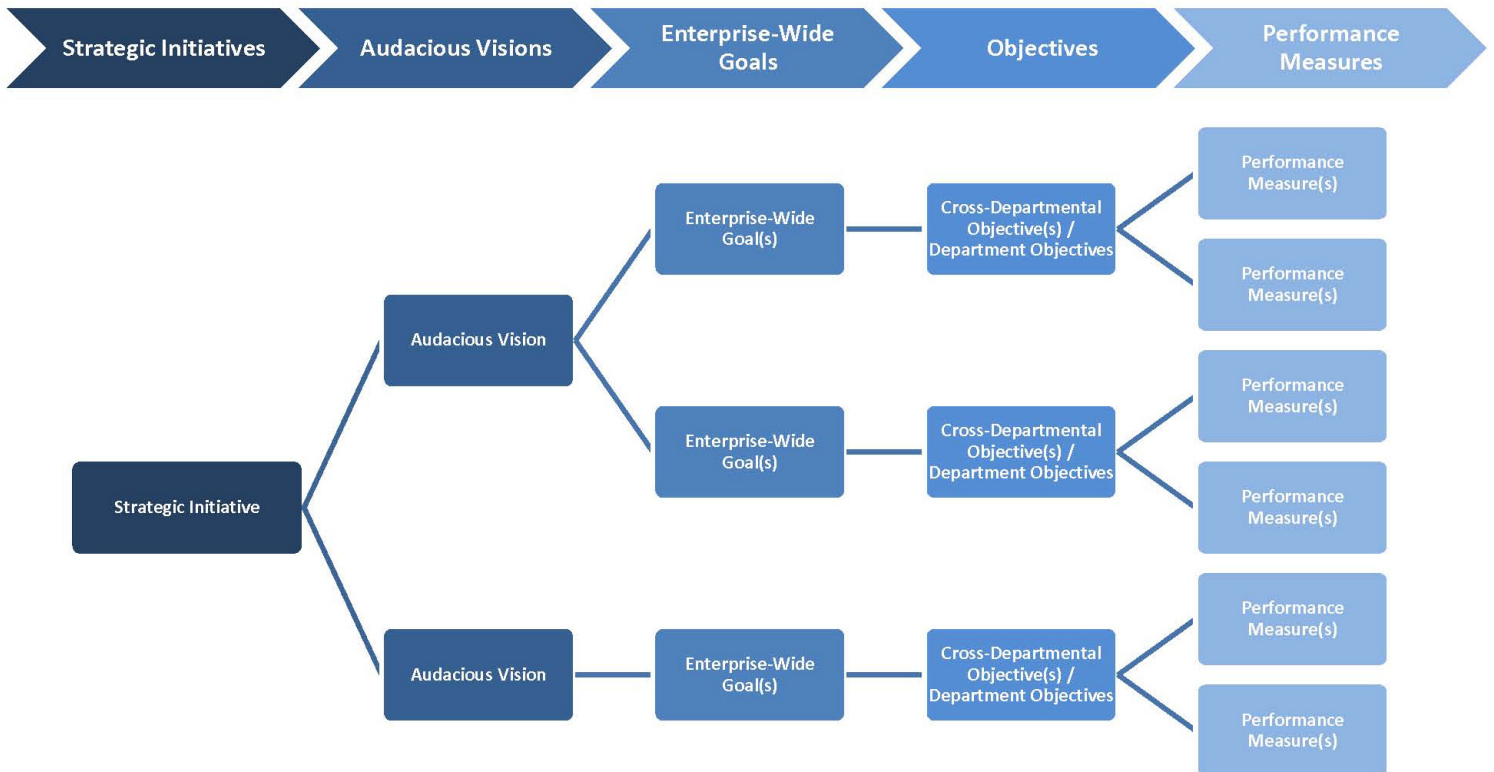 Strategic Initiatives
Audacious Visions
Enterprise-Wide
Goals
Objectives
Performance
Measures
Strategic Initiative
Audacious Vision
Audacious Vision
Enterprise-Wide
Goal(s)
Enterprise-Wide
Goal(s)
Enterprise-Wide
Goal(s)
Cross-Departmental
Objective(s) /
Department Objectives
Cross-Departmental
Objective(s) /
Department Objectives
Cross-Departmental
Objective(s) /
Department Objectives
Performance
Measure(s)
Performance
Measure(s)
Performance
Measure(s)
Performance
Measure(s)
Performance
Measure(s)
Performance
Measure(s)